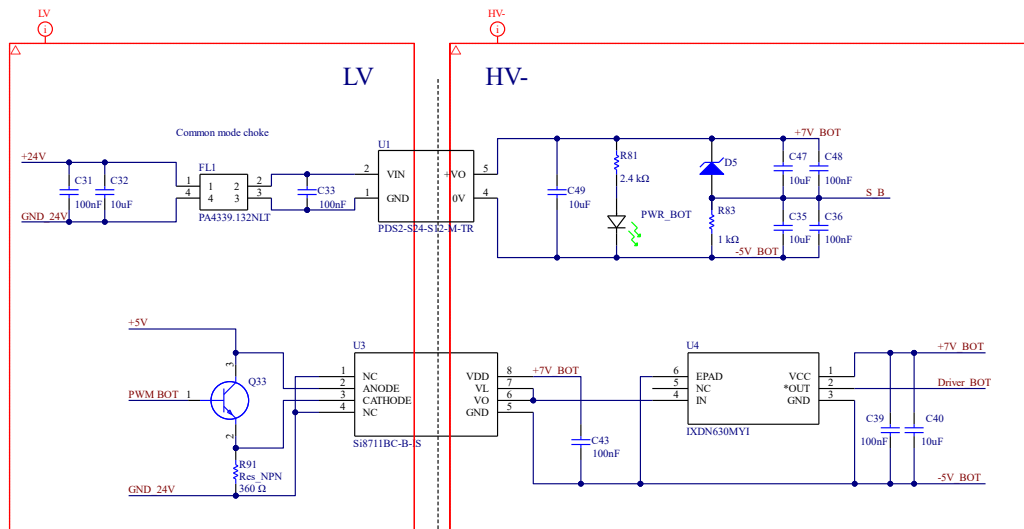 LV
HV-
i
i
LV
HV-
Common mode choke
+24V
C31
100nF
C32
10uF
GND_24V
FL1
1
4
1
4
2
3
2
3
PA4339.132NLT
C33
100nF
U1
2
1
VIN
GND
+VO
0V
5
4
PDS2-S24-S12-M-TR
C49
10uF
R81
2.4 kΩ
PWR_BOT
D5
R83
1 kΩ
+7V_BOT
C47
10uF
C48
100nF
S_B
C35
10uF
C36
100nF
-5V_BOT
+5V
3
Q33
PWM BOT
1
2
R91
Res_NPN
360 Ω
GND_24V
U3
1
2
3
4
NC
ANODE
CATHODE
NC
VDD
VL
VO
GND
8
7
6
5
Si8711BC-B-IS
+7V_BOT
C43
100nF
U4
6
5
4
EPAD
NC
IN
VCC
*OUT
GND
1
2
3
IXDN630MYI
+7V_BOT
Driver_BOT
C39
100nF
C40
10uF
-5V_BOT